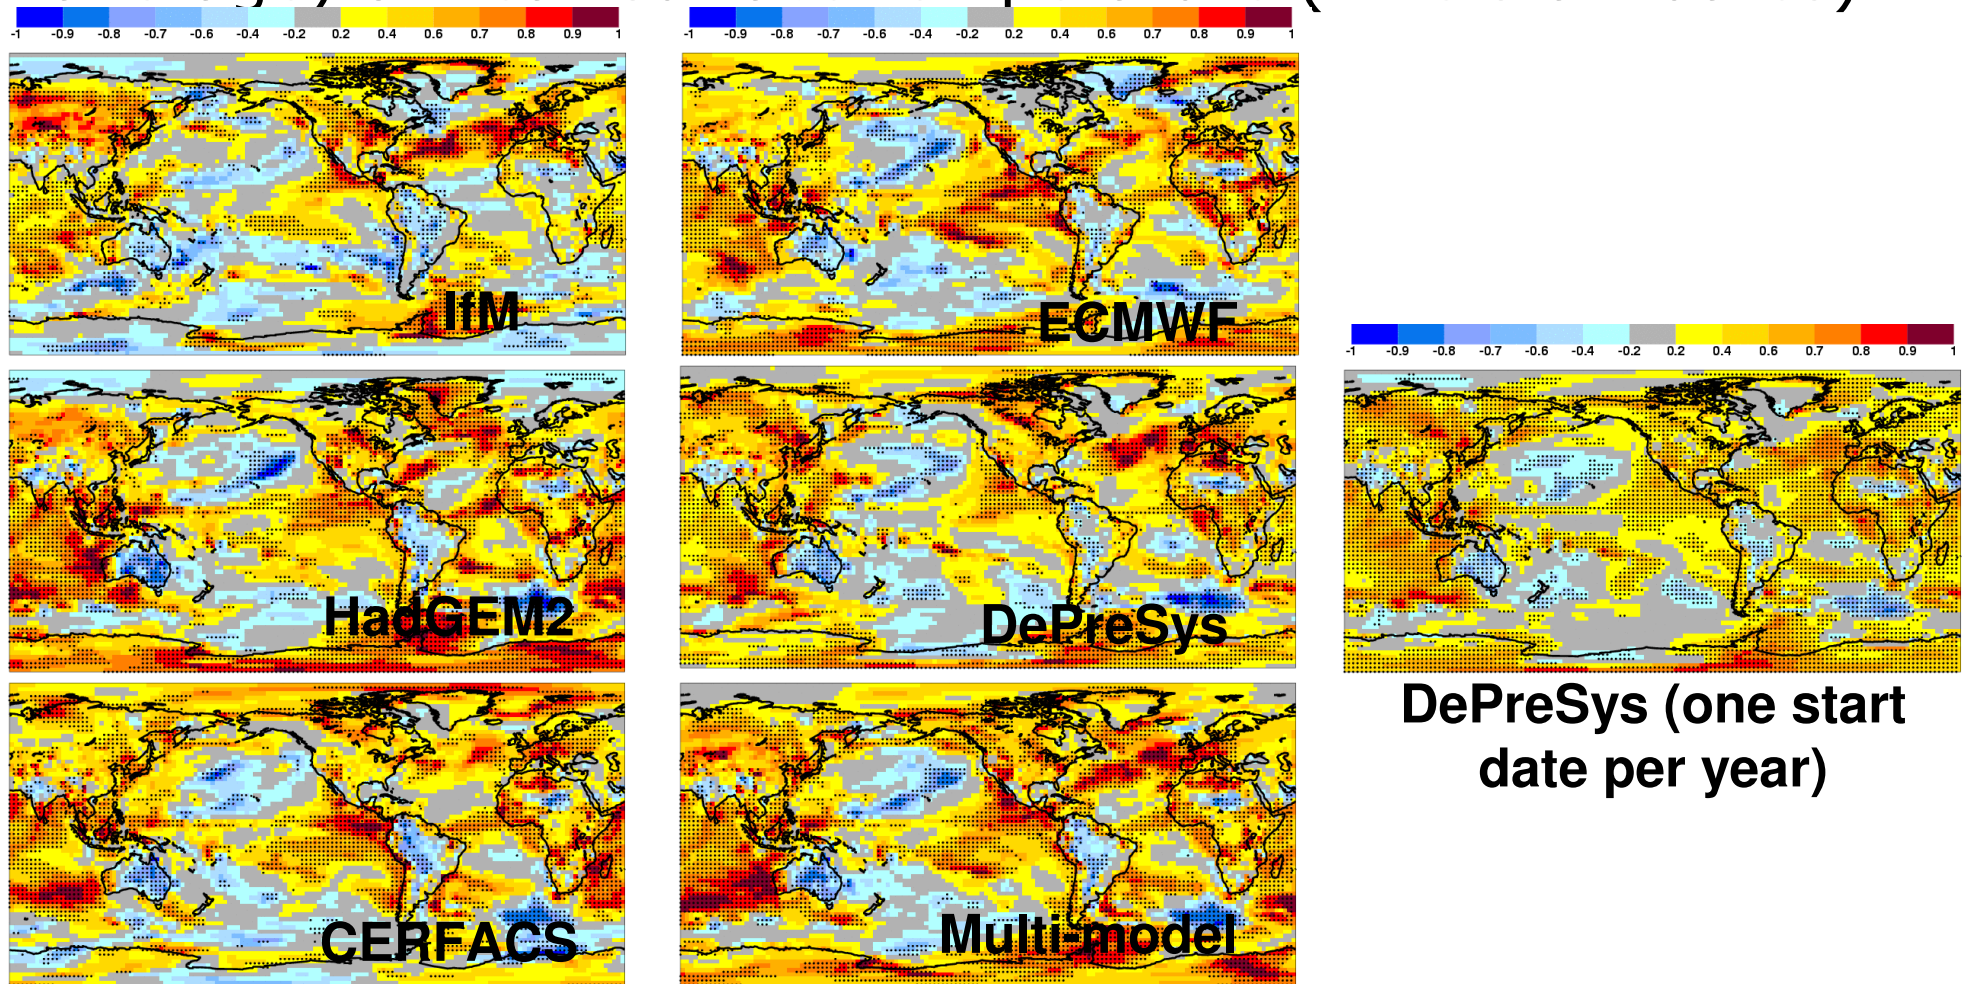 -1 -0.9 -0.8 -0.7 -0.6 -0.4 -0.2 0.2 0.4 0.6 0.7 0.8 0.9 1
-1 -0.9 -0.8 -0.7 -0.6 -0.4 -0.2 0.2 0.4 0.6 0.7 0.8 0.9 1
IfM
ECMWF
-1 -0.9 -0.8 -0.7 -0.6 -0.4 -0.2 0.2 0.4 0.6 0.7 0.8 0.9 1
HadGEM2
DePreSys
DePreSys (one start
date per year)
CERFACS
Multi-model